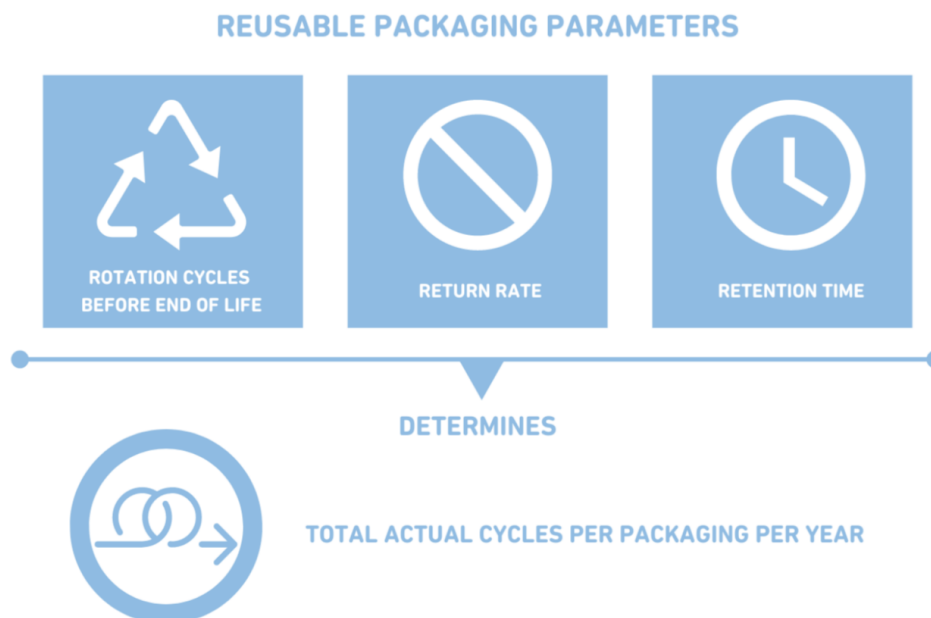 REUSABLE PACKAGING PARAMETERS
ROTATION CYCLES
BEFORE END OF LIFE
RETURN RATE
RETENTION TIME
DETERMINES
TOTAL ACTUAL CYCLES PER PACKAGING PER YEAR